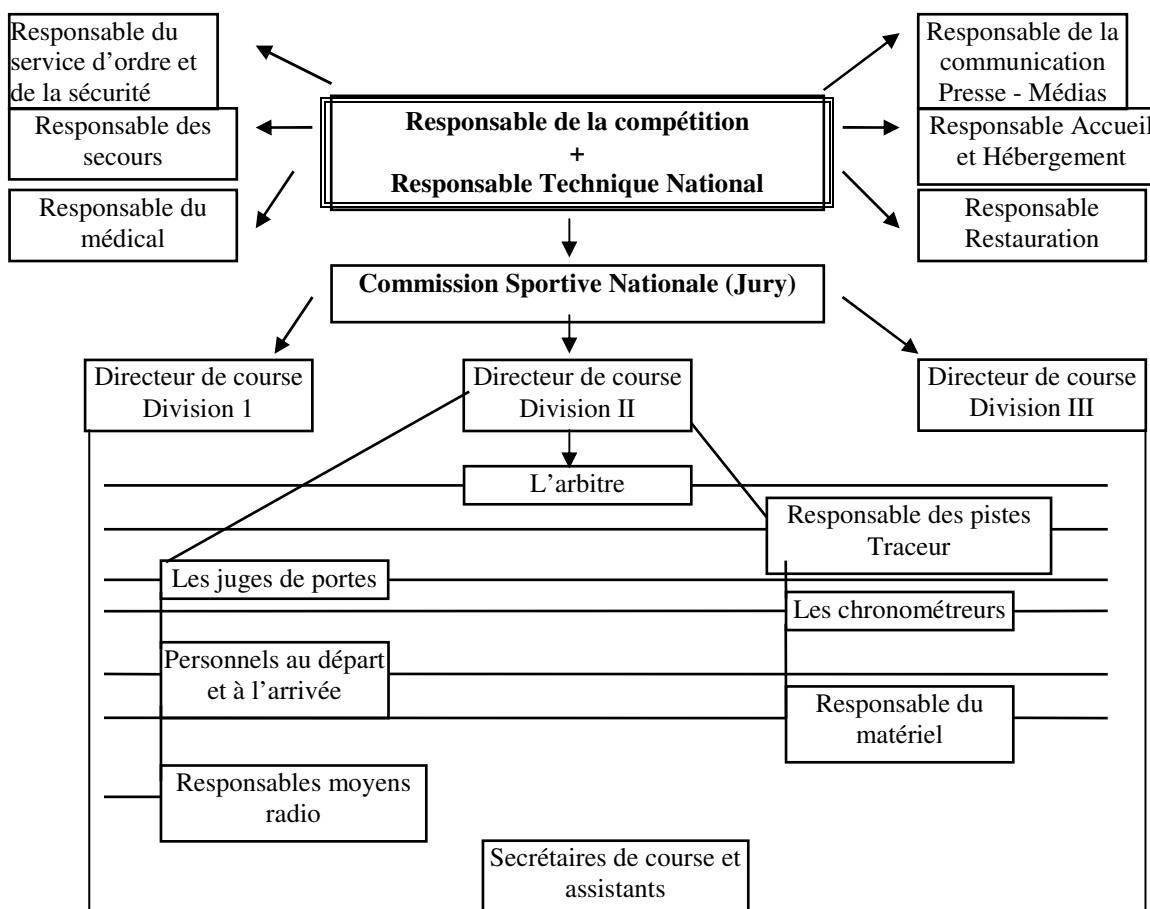 Responsable du
service d’ordre et
de la sécurité
Responsable des
secours
Responsable du
médical
Responsable de la compétition
+
Responsable Technique National
Responsable de la
communication
Presse - Médias
Responsable Accueil
et Hébergement
Responsable
Restauration
Commission Sportive Nationale (Jury)
Directeur de course
Division 1
Directeur de course
Division II
Directeur de course
Division III
L’arbitre
Responsable des pistes
Traceur
Les juges de portes
Les chronométreurs
Personnels au départ
et à l’arrivée
Responsable du
matériel
Responsables moyens
radio
Secrétaires de course et
assistants